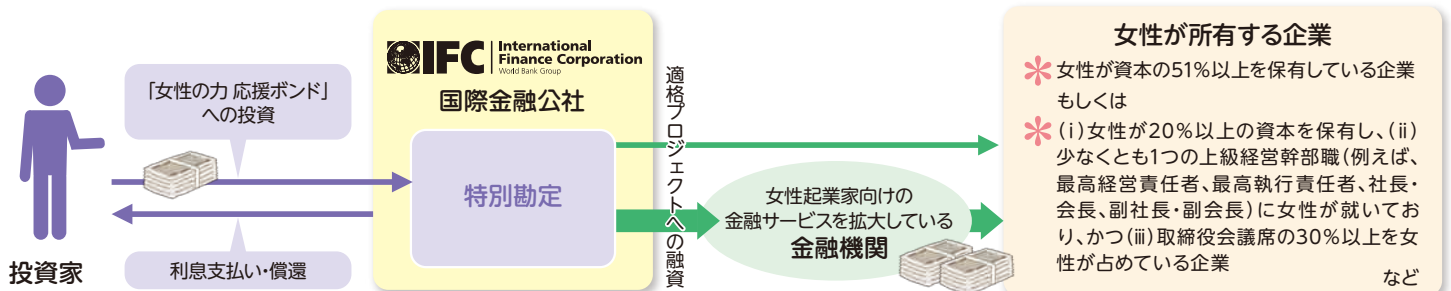 「女性の力 応援ボンド」
への投資
投資家
利息支払い・償還
IFC
International
Finance Corporation
World Bank Group
国際金融公社
特別勘定
適格プロジェクトへの融資
女性起業家向けの
金融サービスを拡大している
金融機関
女性が所有する企業
＊女性が資本の51%以上を保有している企業
もしくは
＊(ⅰ)女性が20%以上の資本を保有し、(ⅱ)
少なくとも1つの上級経営幹部職(例えば、
最高経営責任者、最高執行責任者、社長・
会長、副社長・副会長)に女性が就いてお
り、かつ(ⅲ)取締役会議席の30%以上を女
性が占めている企業
など